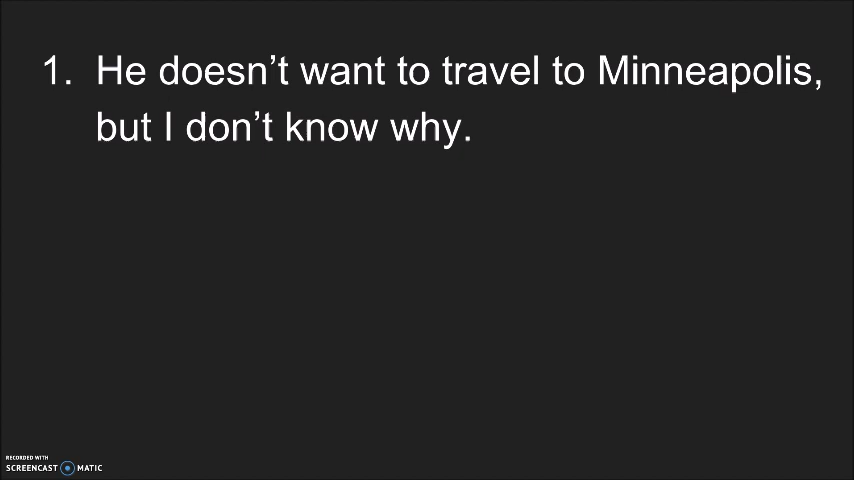 1. He doesn’t want to travel to Minneapolis,
but I don’t know why.
RECORDED WITH
SCREENCAST MATIC